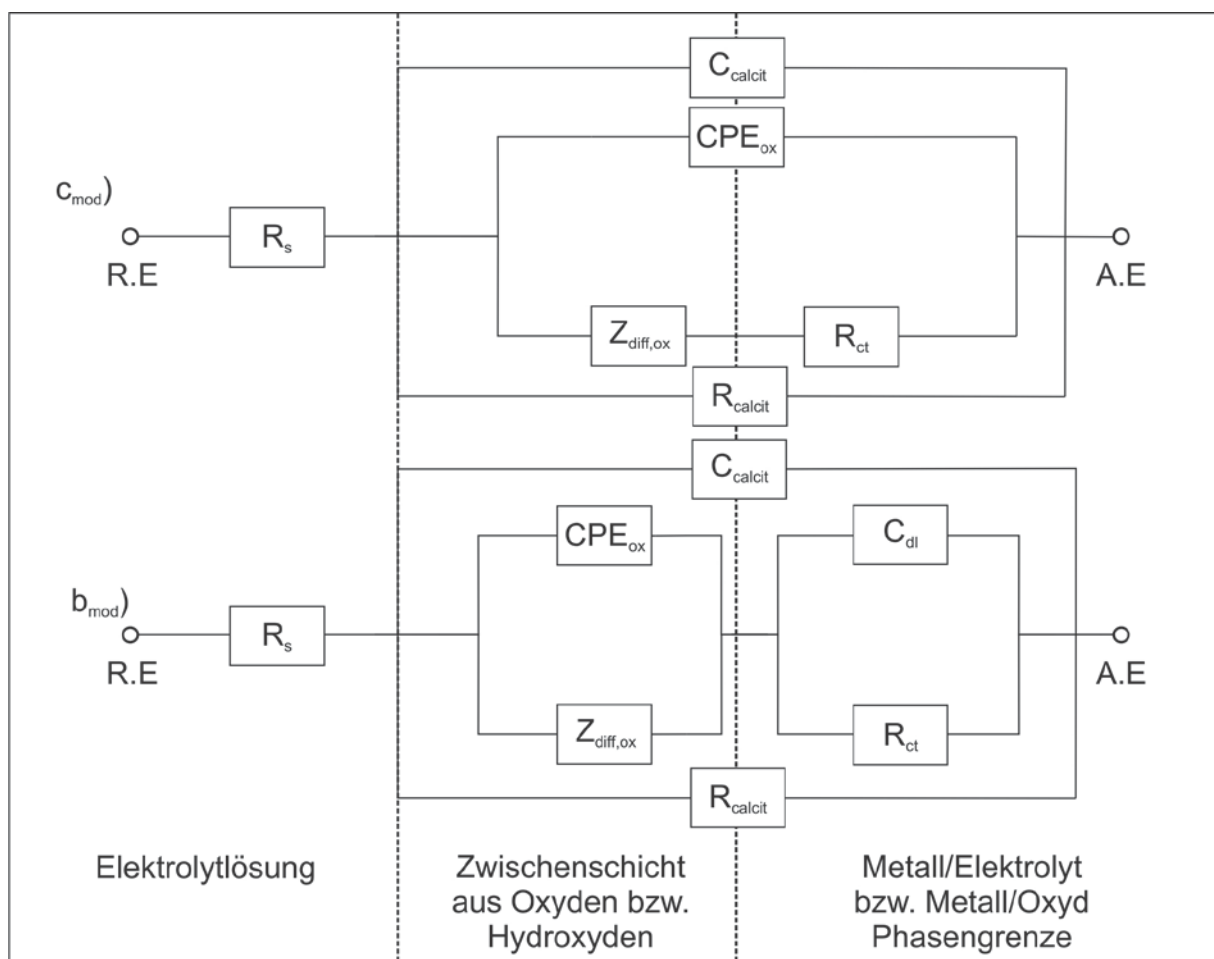 C_calcit
CPE_ox
c_mod)
R_s
R.E
A.E
Z_diff,ox
R_ct
R_calcit
C_calcit
CPE_ox
C_dl
b_mod)
R_s
R.E
A.E
Z_diff,ox
R_ct
R_calcit
Elektrolytlösung
Zwischenschicht
aus Oxyden bzw.
Hydroxyden
Metall/Elektrolyt
bzw. Metall/Oxyd
Phasengrenze